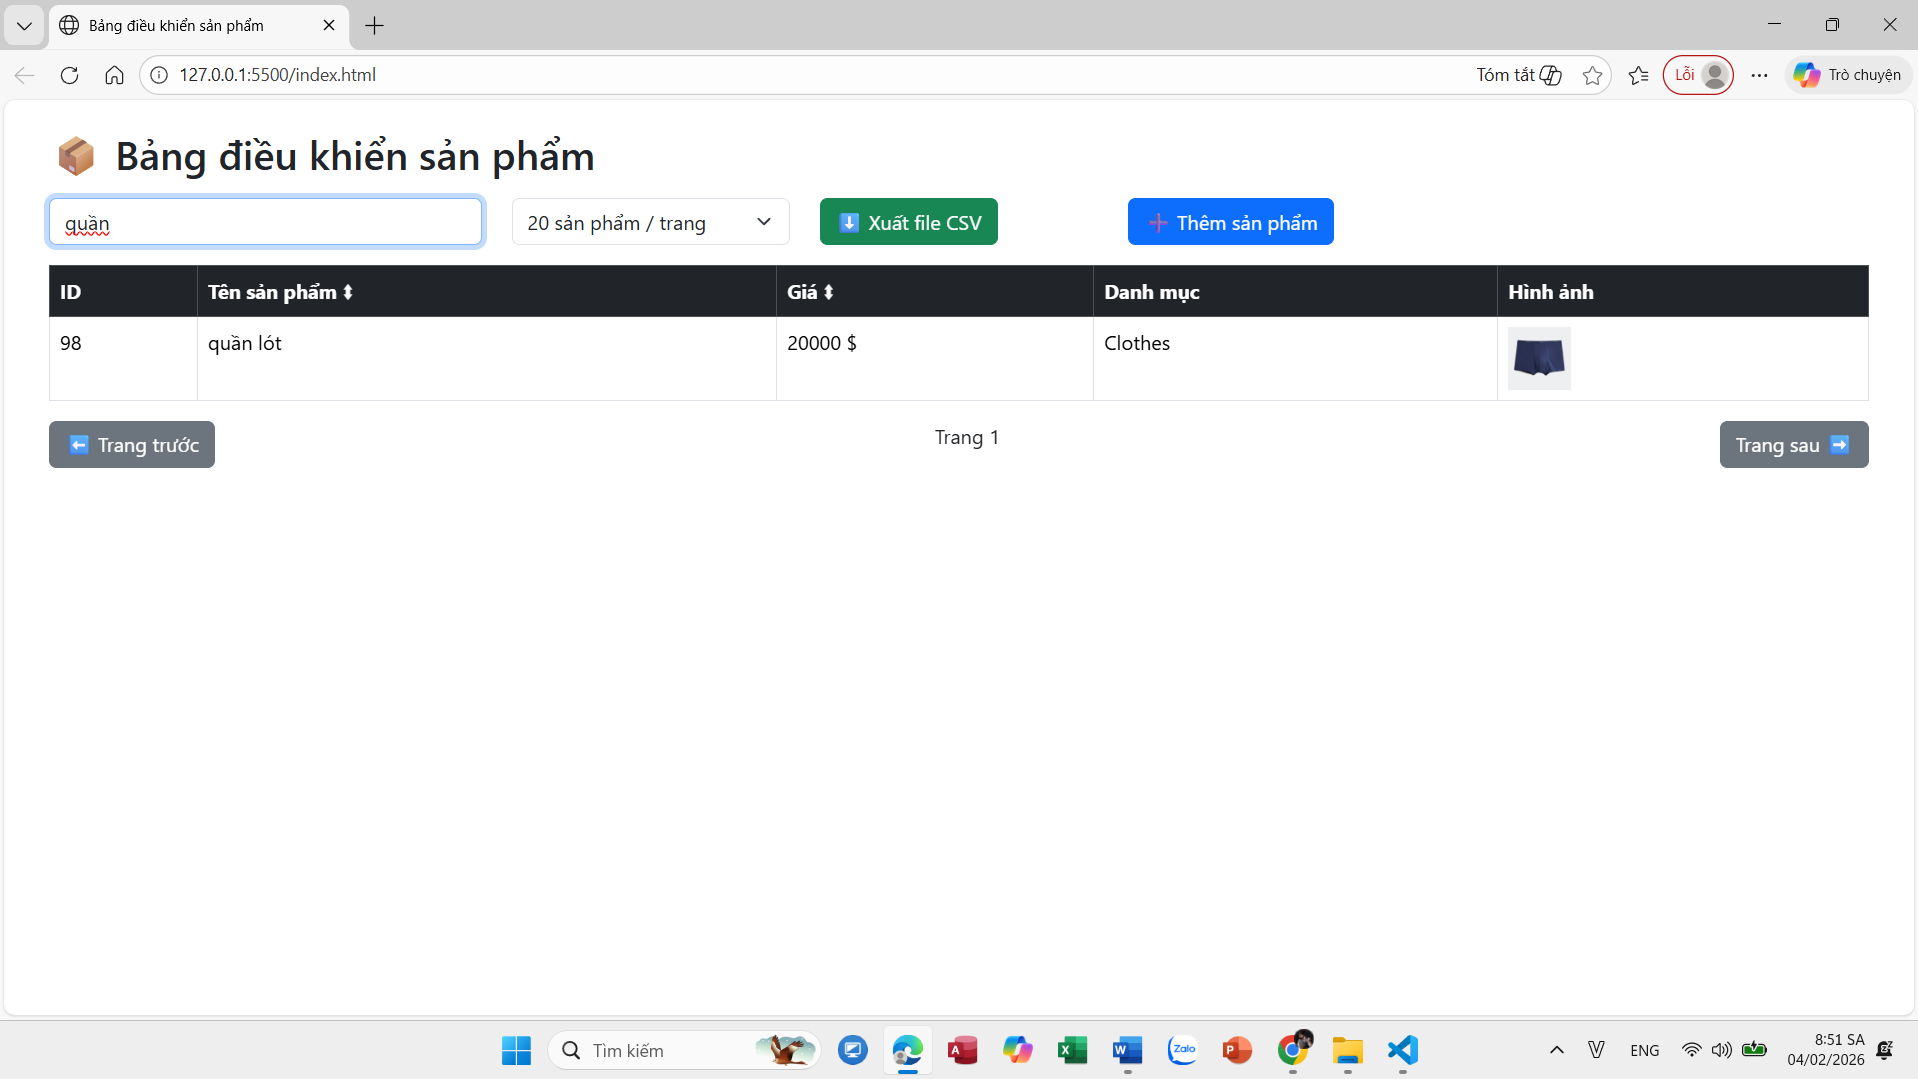 Bảng điều khiển sản phẩm
127.0.0.1:5500/index.html
Tóm tắt
Lỗi
Trò chuyện
Bảng điều khiển sản phẩm
quần
20 sản phẩm / trang
Xuất file CSV
Thêm sản phẩm
ID Tên sản phẩm Giá Danh mục Hình ảnh
98 quần lót 20000 $ Clothes
Trang trước
Trang 1
Trang sau
Tìm kiếm
Zalo
ENG
8:51 SA
04/02/2026